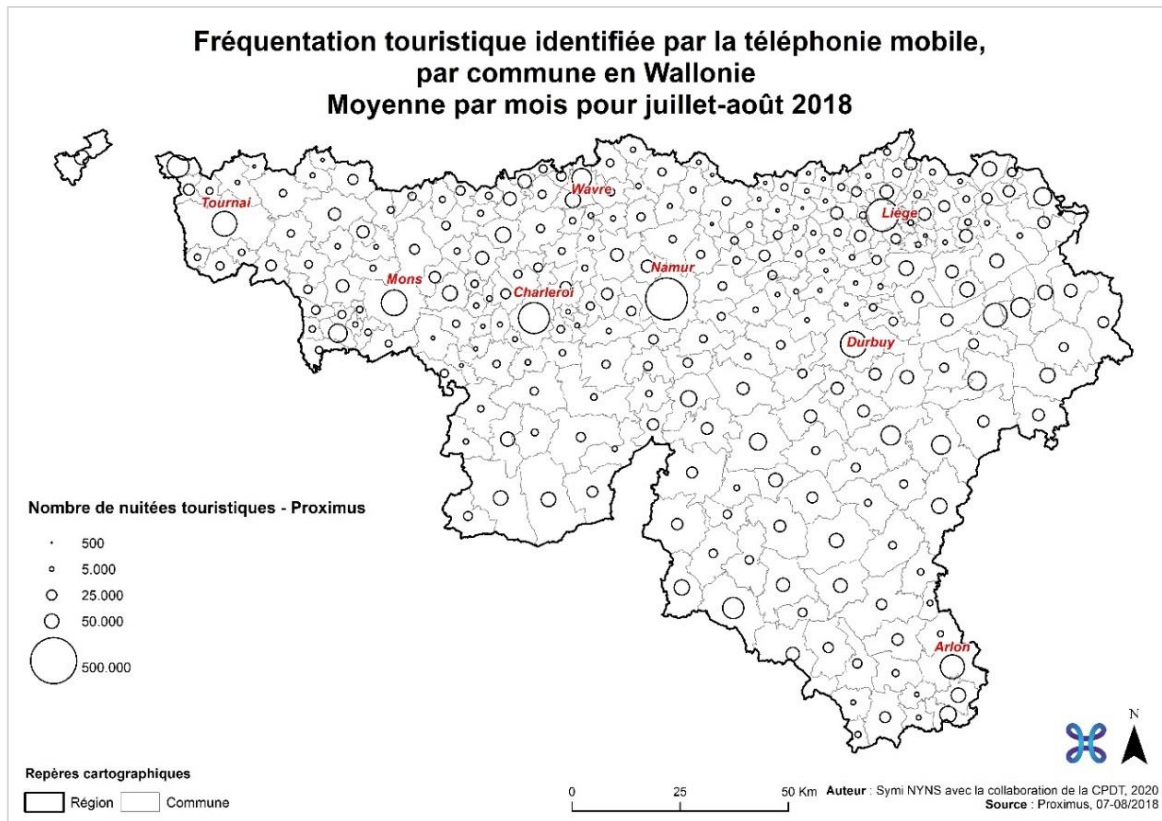 Fréquentation touristique identifiée par la téléphonie mobile,
par commune en Wallonie
Moyenne par mois pour juillet-août 2018
Wavre
Tournai
Liège
Namur
Mons
Charleroi
Durbuy
Nombre de nuitées touristiques - Proximus
500
5.000
25.000
50.000
500.000
Arlon
N
Repères cartographiques
Région
Commune
0 25 50 Km
Auteur : Symi NYNS avec la collaboration de la CPDT, 2020
Source : Proximus, 07-08/2018